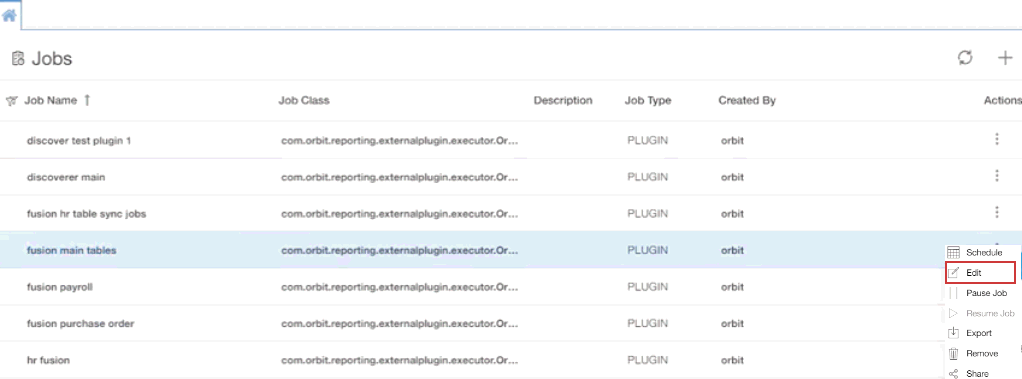 Jobs
Job Name Job Class Description Job Type Created By Actions
discover test plugin 1 com.orbit.reporting.externalplugin.executor.Or... PLUGIN orbit
discoverer main com.orbit.reporting.externalplugin.executor.Or... PLUGIN orbit
fusion hr table sync jobs com.orbit.reporting.externalplugin.executor.Or... PLUGIN orbit
fusion main tables com.orbit.reporting.externalplugin.executor.Or... PLUGIN orbit
Schedule
Edit
fusion payroll com.orbit.reporting.externalplugin.executor.Or... PLUGIN orbit
Pause Job
Resume Job
fusion purchase order com.orbit.reporting.externalplugin.executor.Or... PLUGIN orbit
Export
Remove
hr fusion com.orbit.reporting.externalplugin.executor.Or... PLUGIN orbit
Share